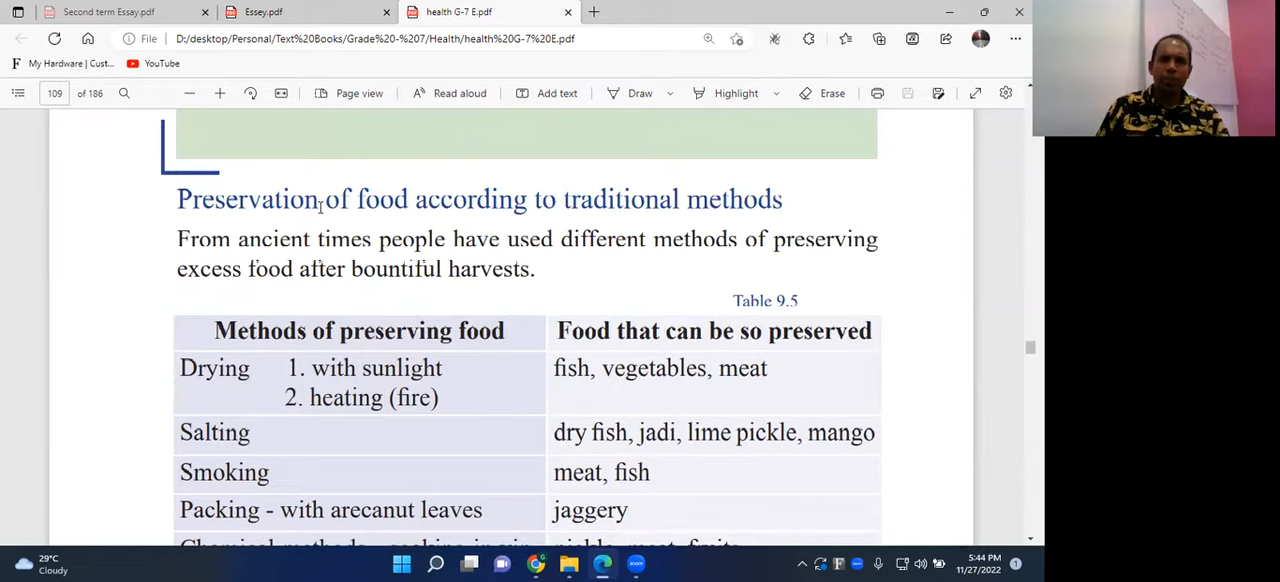 Second term Essay.pdf
Essey.pdf
health G-7 E.pdf
File
D:/desktop/Personal/Text%20Books/Grade%20-%207/Health/health%20G-7%20E.pdf
My Hardware | Cust...
YouTube
109
of 186
Page view
Read aloud
Add text
Draw
Highlight
Erase
Preservation of food according to traditional methods
From ancient times people have used different methods of preserving
excess food after bountiful harvests.
Table 9.5
Methods of preserving food
Food that can be so preserved
Drying 1. with sunlight
2. heating (fire)
fish, vegetables, meat
Salting
dry fish, jadi, lime pickle, mango
Smoking
meat, fish
Packing - with arecanut leaves
jaggery
29°C
Cloudy
5:44 PM
11/27/2022